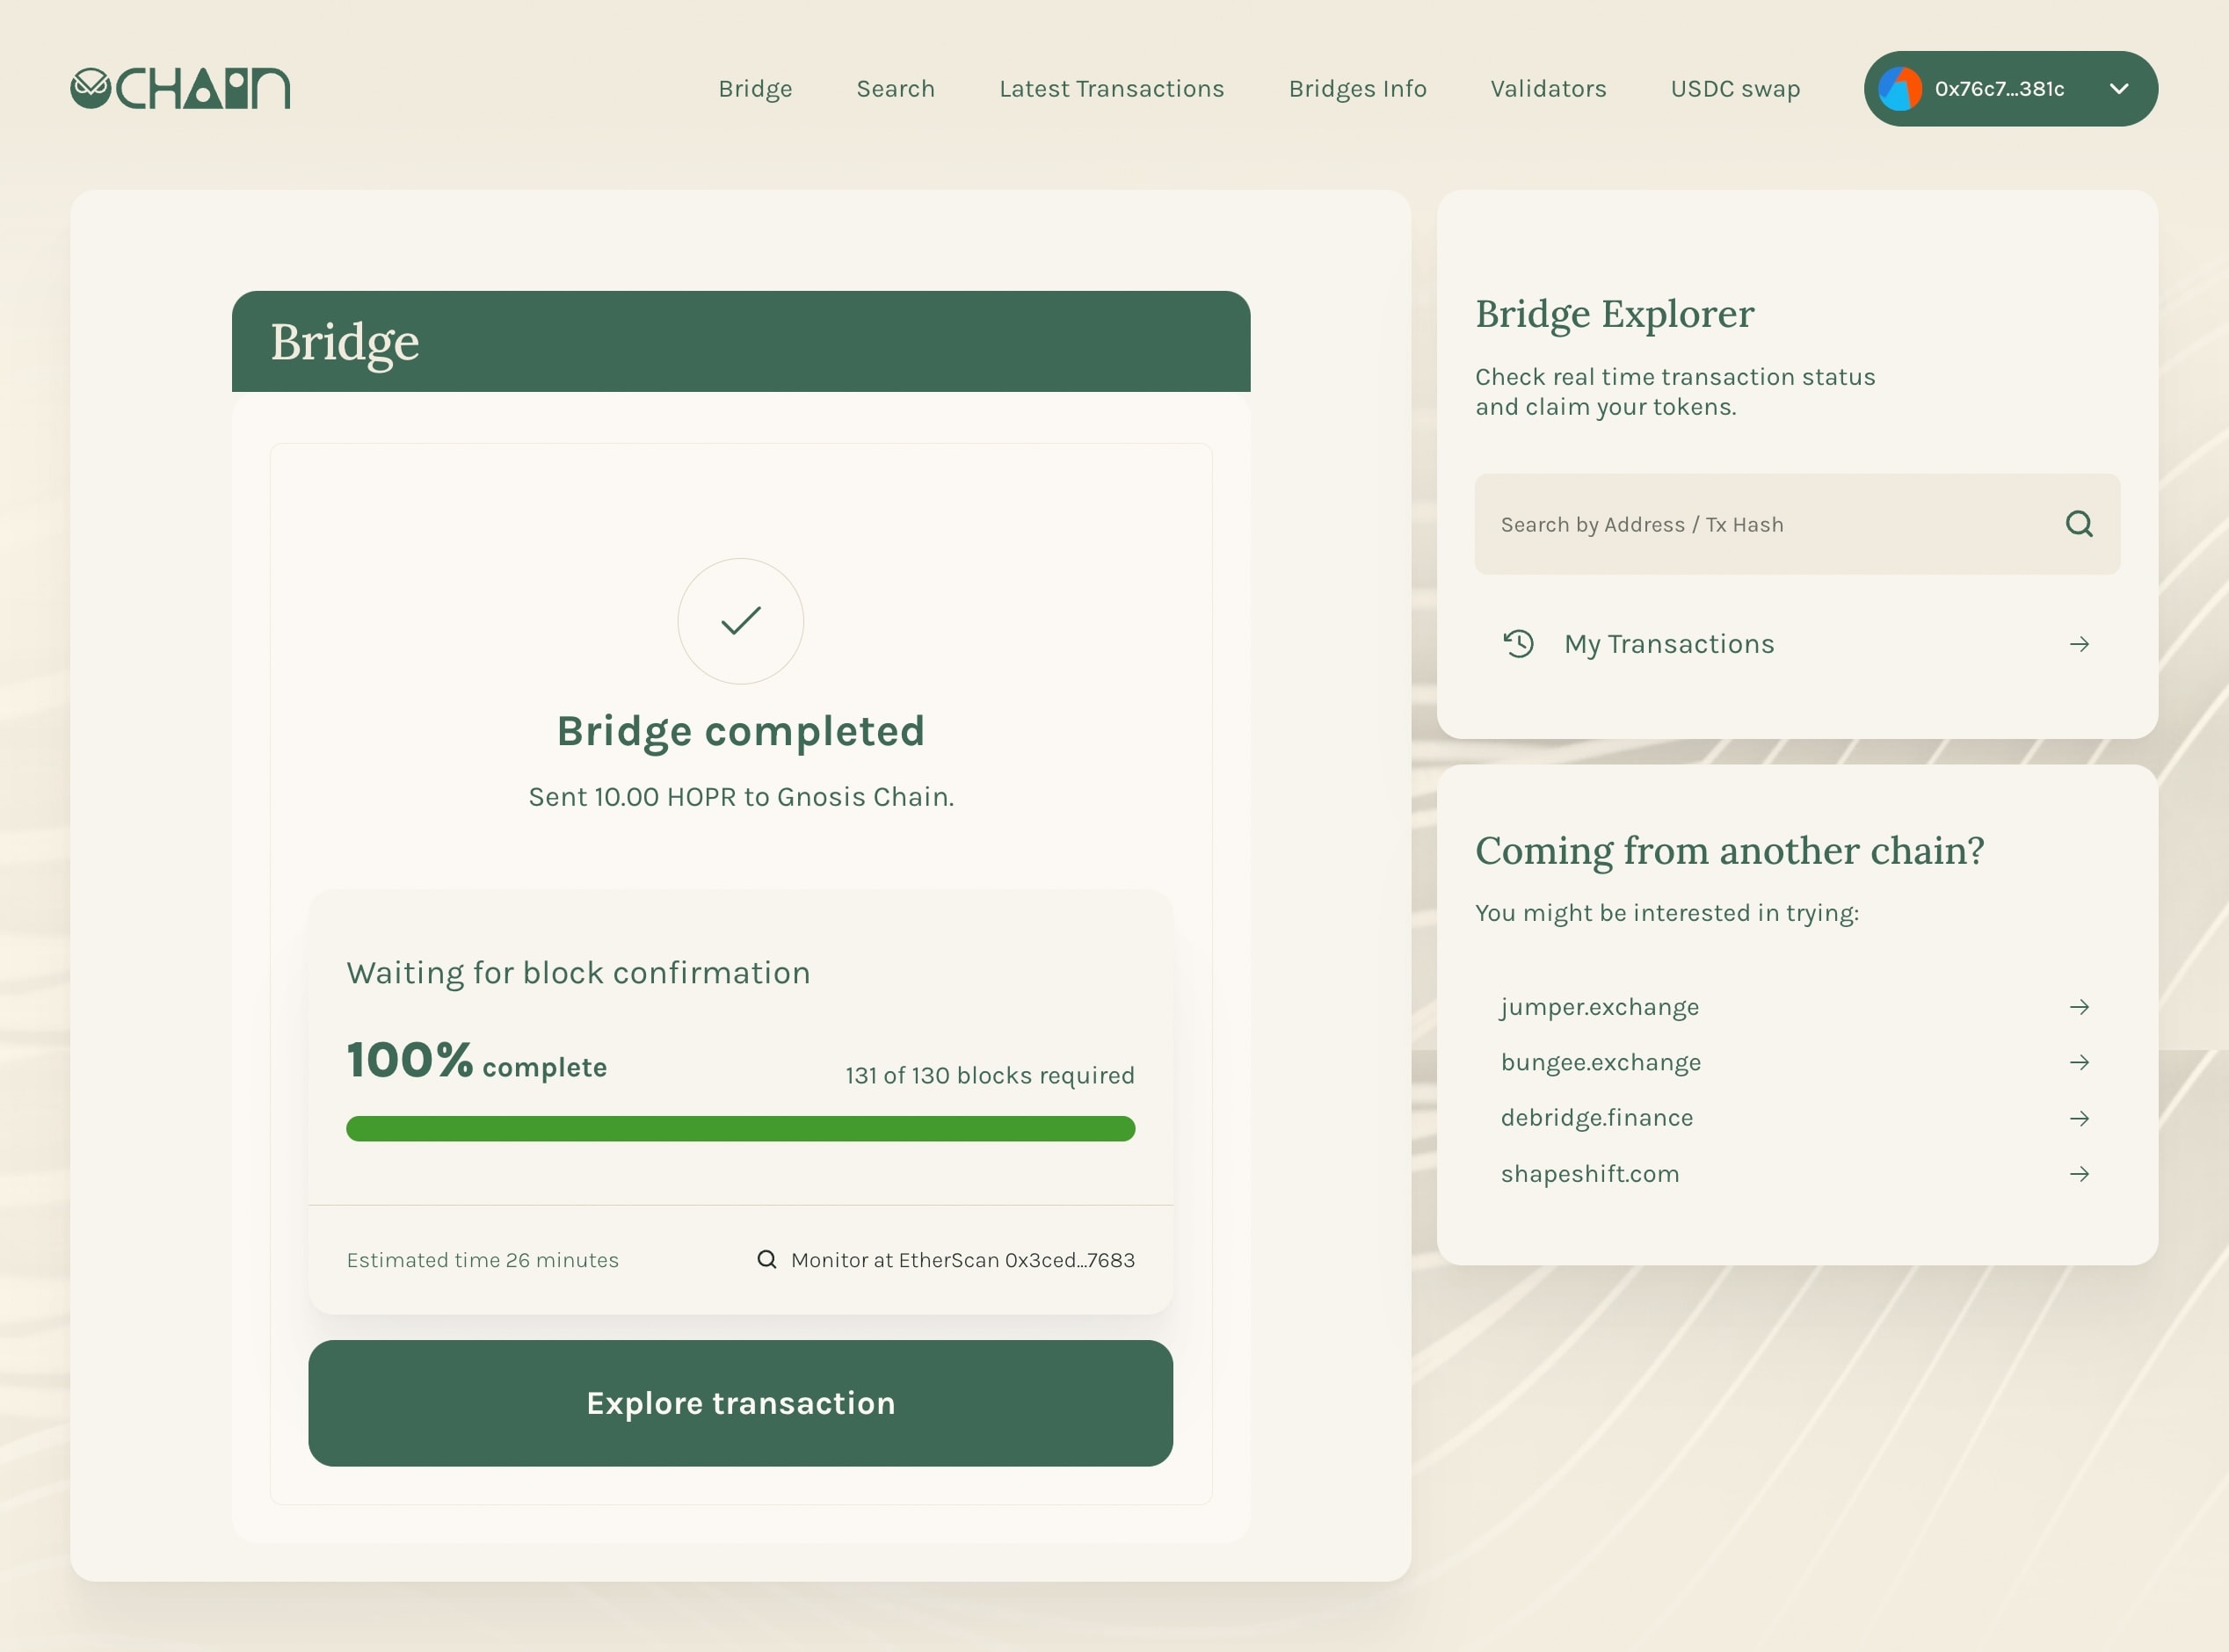 CHAIN
Bridge
Search
Latest Transactions
Bridges Info
Validators
USDC swap
0x76c7...381c
Bridge
Bridge completed
Sent 10.00 HOPR to Gnosis Chain.
Waiting for block confirmation
100% complete
131 of 130 blocks required
Estimated time 26 minutes
Monitor at EtherScan 0x3ced...7683
Explore transaction
Bridge Explorer
Check real time transaction status
and claim your tokens.
Search by Address / Tx Hash
My Transactions
Coming from another chain?
You might be interested in trying:
jumper.exchange
bungee.exchange
debridge.finance
shapeshift.com